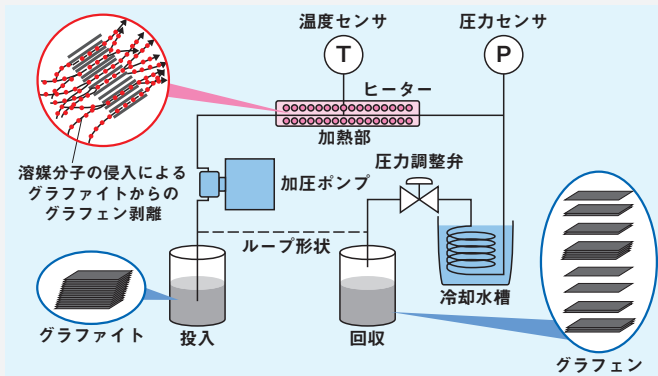 温度センサ
圧力センサ
T
P
ヒーター
加熱部
溶媒分子の侵入による
グラファイトからの
グラフェン剥離
加圧ポンプ
圧力調整弁
ループ形状
グラファイト
投入
回収
冷却水槽
グラフェン